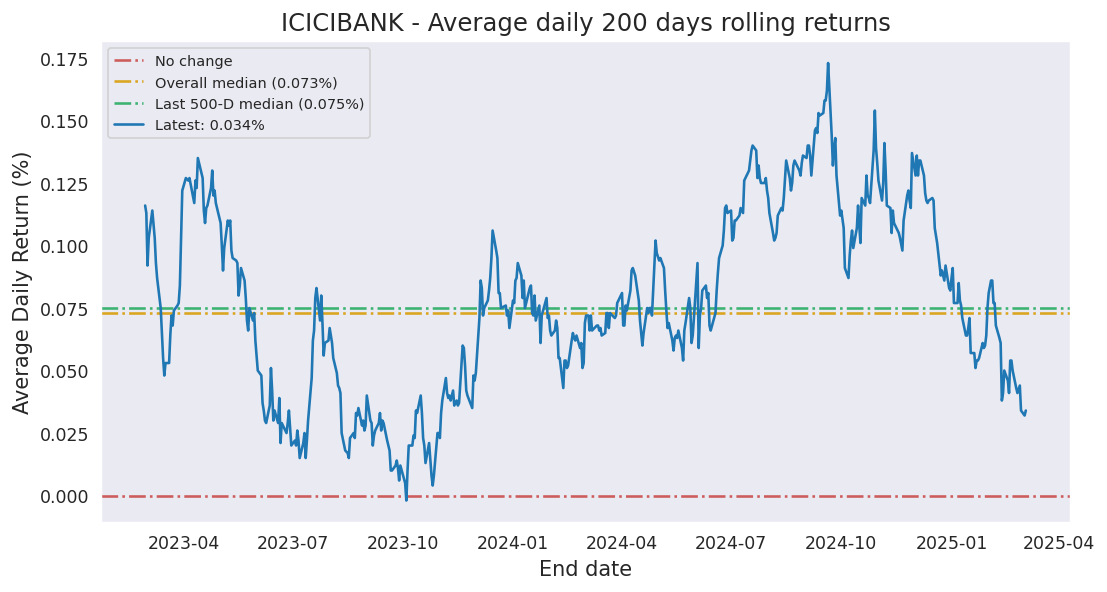 ICICIBANK - Average daily 200 days rolling returns
No change
Overall median (0.073%)
Last 500-D median (0.075%)
Latest: 0.034%
Average Daily Return (%)
0.175
0.150
0.125
0.100
0.075
0.050
0.025
0.000
2023-04 2023-07 2023-10 2024-01 2024-04 2024-07 2024-10 2025-01 2025-04
End date